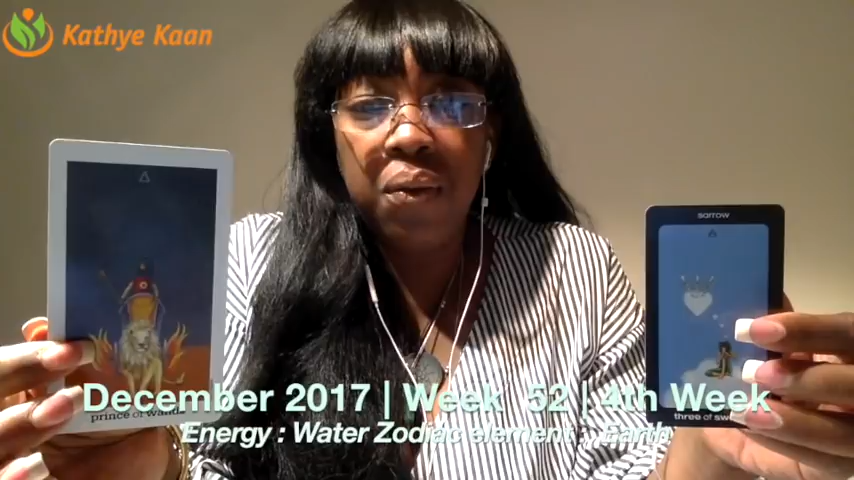 Kathye Kaan
SORROW
prince of wands
three of swords
December 2017 | Week 52 | 4th Week
Energy : Water Zodiac element : Earth